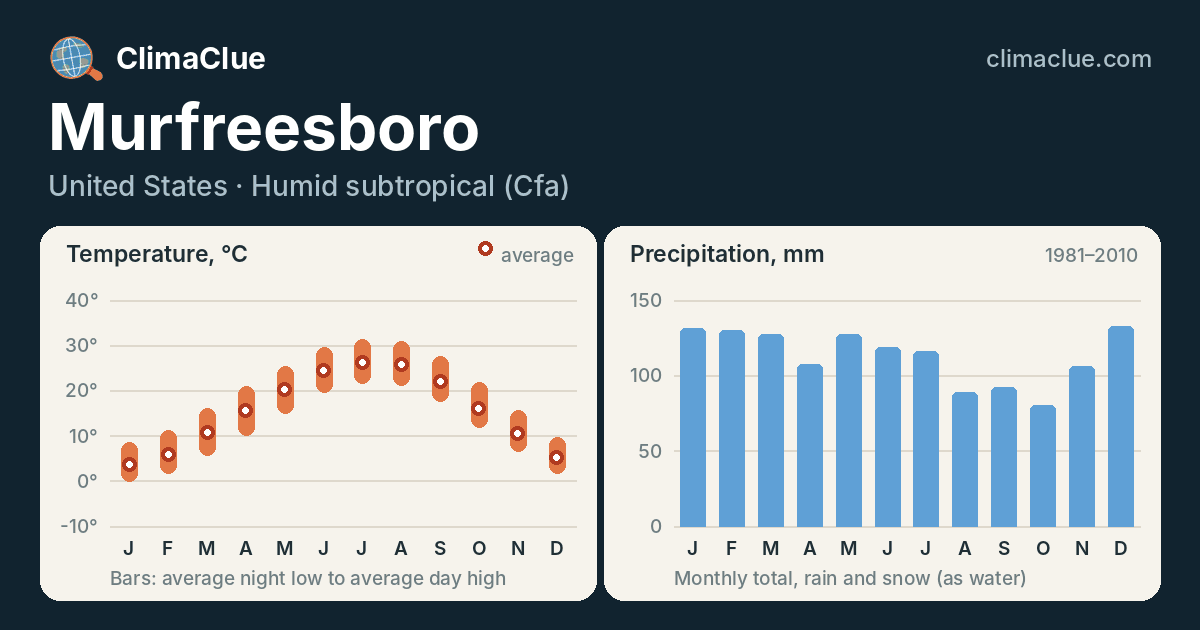 ClimaClue
climaclue.com
Murfreesboro
United States · Humid subtropical (Cfa)
Temperature, °C
average
40°
30°
20°
10°
0°
-10°
J F M A M J J A S O N D
Bars: average night low to average day high
Precipitation, mm
1981–2010
150
100
50
0
J F M A M J J A S O N D
Monthly total, rain and snow (as water)